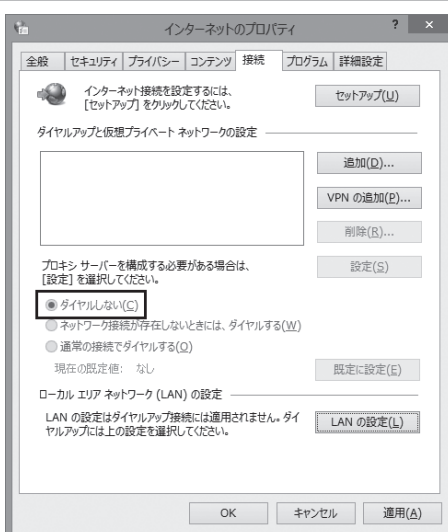 インターネットのプロパティ
? ×
全般 セキュリティ プライバシー コンテンツ 接続 プログラム 詳細設定
インターネット接続を設定するには、
[セットアップ] をクリックしてください。
セットアップ(U)
ダイヤルアップと仮想プライベート ネットワークの設定
追加(D)...
VPN の追加(P)...
削除(R)...
プロキシ サーバーを構成する必要がある場合は、
[設定] を選択してください。
設定(S)
ダイヤルしない(C)
ネットワーク接続が存在しないときには、ダイヤルする(W)
通常の接続でダイヤルする(O)
現在の既定値: なし
既定に設定(E)
ローカル エリア ネットワーク (LAN) の設定
LAN の設定はダイヤルアップ接続には適用されません。ダイ
ヤルアップには上の設定を選択してください。
LAN の設定(L)
OK キャンセル 適用(A)